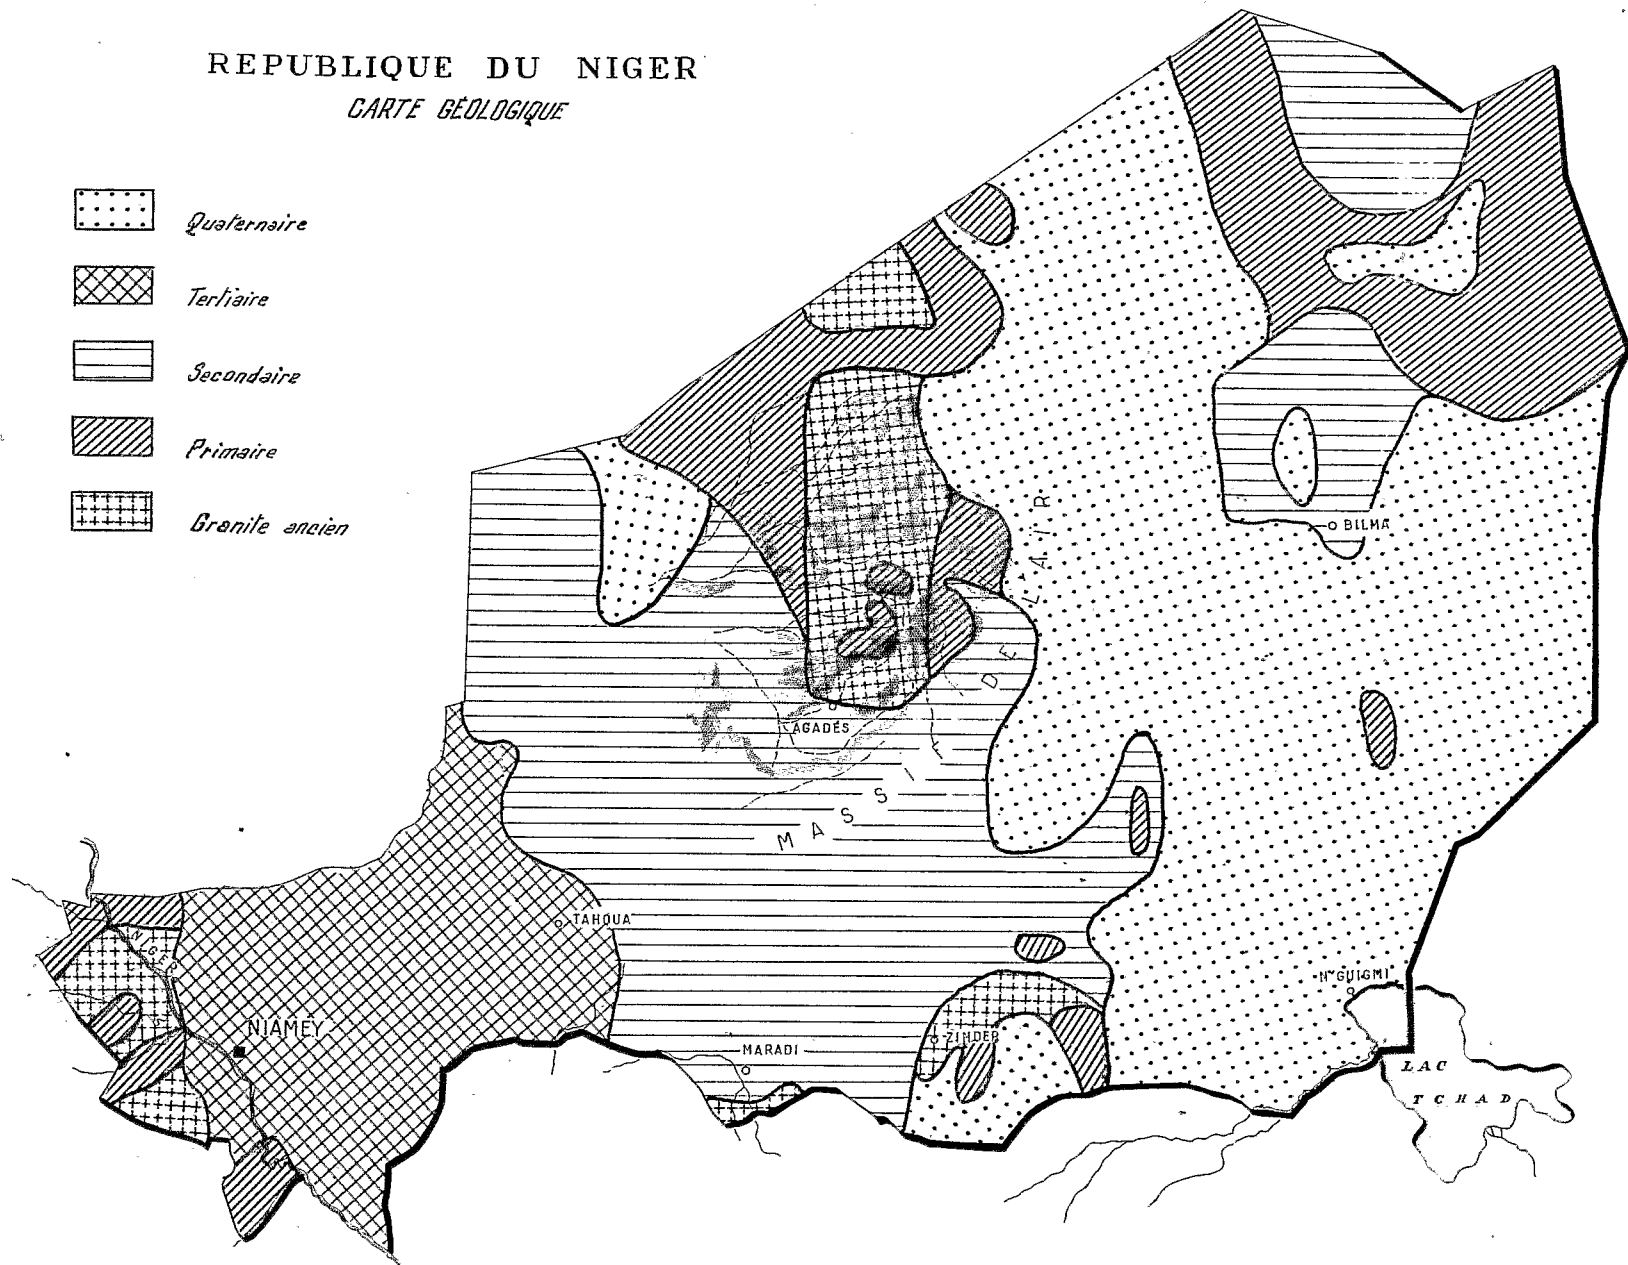 REPUBLIQUE DU NIGER
CARTE GÉOLOGIQUE
Quaternaire
Tertiaire
Secondaire
Primaire
Granite ancien
MASSIF DE L'AÏR
BILMA
AGADÈS
TAHOUA
NIGER
NIAMEY
MARADI
ZINDER
N'GUIGMI
LAC
TCHAD